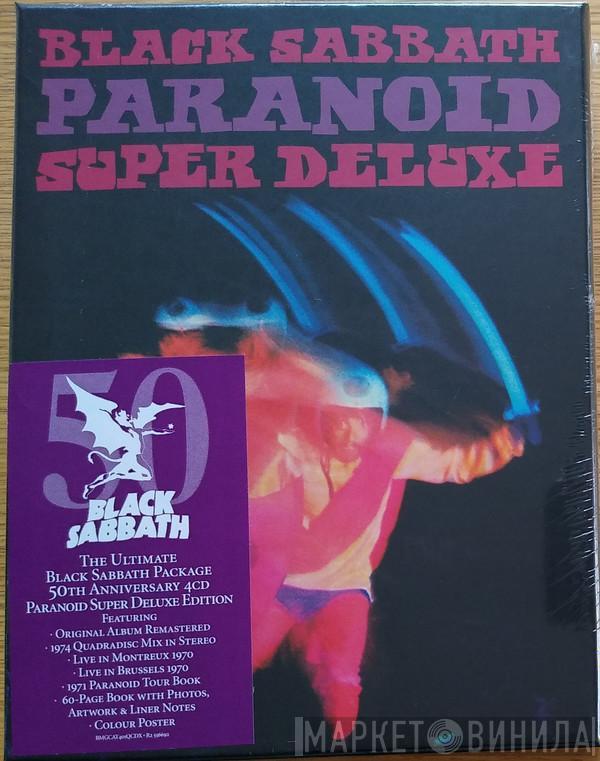 BLACK SABBATH
PARANOID
SUPER DELUXE
50
BLACK
SABBATH
THE ULTIMATE
BLACK SABBATH PACKAGE
50TH ANNIVERSARY 4CD
PARANOID SUPER DELUXE EDITION
FEATURING
· ORIGINAL ALBUM REMASTERED
· 1974 QUADRADISC MIX IN STEREO
· LIVE IN MONTREUX 1970
· LIVE IN BRUSSELS 1970
· 1971 PARANOID TOUR BOOK
· 60-PAGE BOOK WITH PHOTOS,
ARTWORK & LINER NOTES
· COLOUR POSTER
МАРКЕТ ВИНИЛА